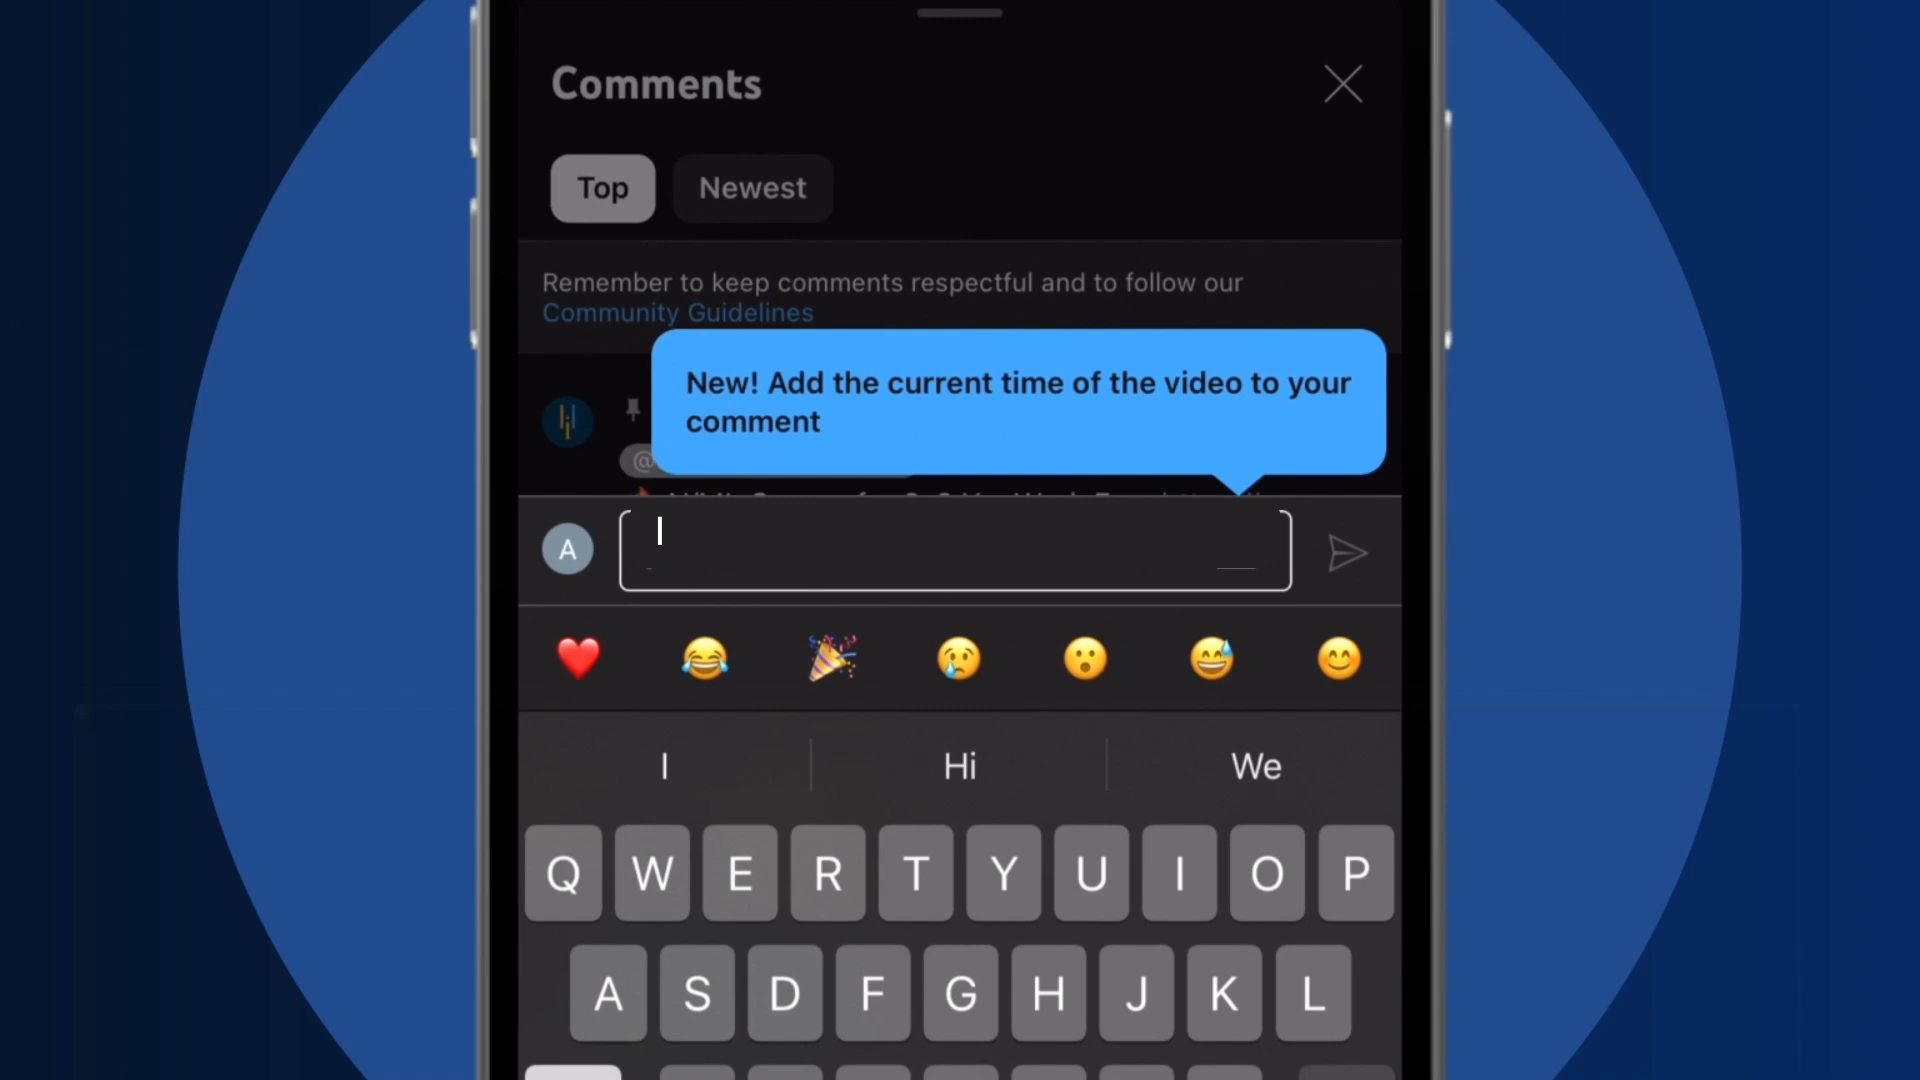 Comments
Top Newest
Remember to keep comments respectful and to follow our
Community Guidelines
New! Add the current time of the video to your
comment
@
A
I Hi We
Q W E R T Y U I O P
A S D F G H J K L